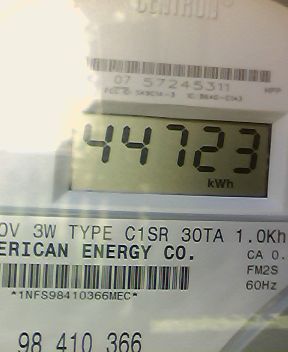 CENTRON®
07 57245311
44723
kWh
0V 3W TYPE C1SR 30TA 1.0Kh
ERICAN ENERGY CO.
CA 0.
FM2S
*1NFS98410366MEC*
60Hz
98 410 366